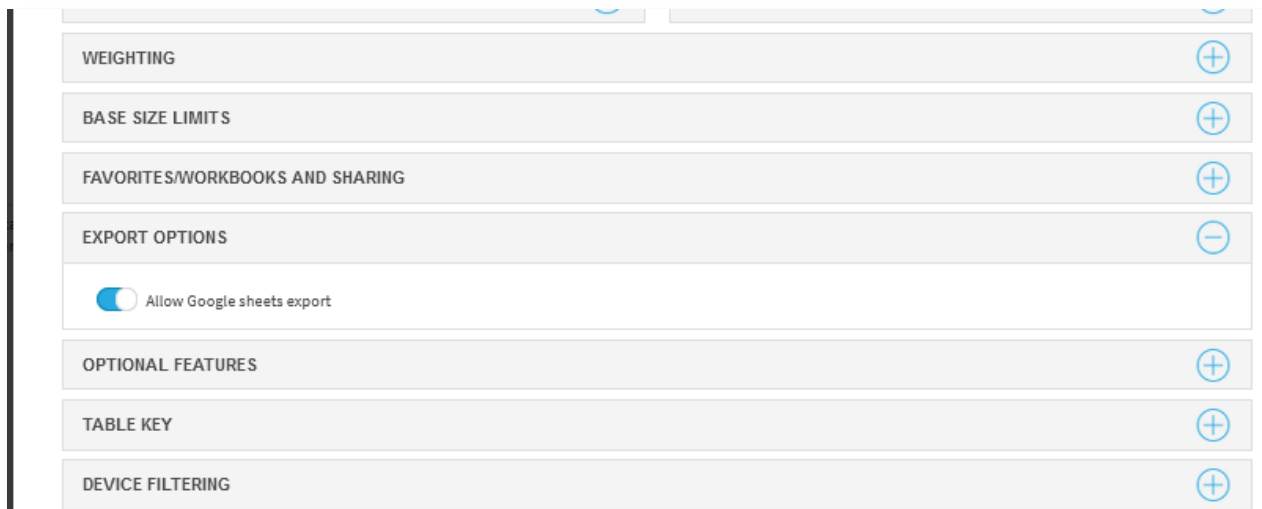 WEIGHTING
BASE SIZE LIMITS
FAVORITES/WORKBOOKS AND SHARING
EXPORT OPTIONS
Allow Google sheets export
OPTIONAL FEATURES
TABLE KEY
DEVICE FILTERING